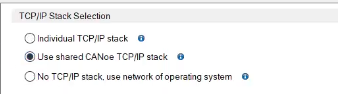 TCP/IP Stack Selection
Individual TCP/IP stack
Use shared CANoe TCP/IP stack
No TCP/IP stack, use network of operating system